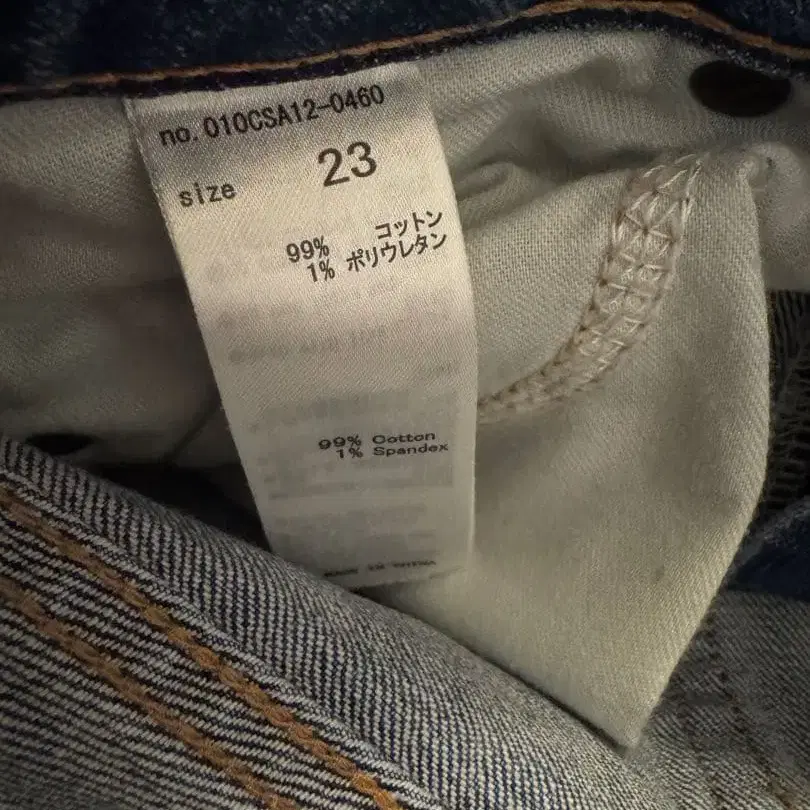 no. 010CSA12-0460
size 23
99% コットン
1% ポリウレタン
99% Cotton
1% Spandex